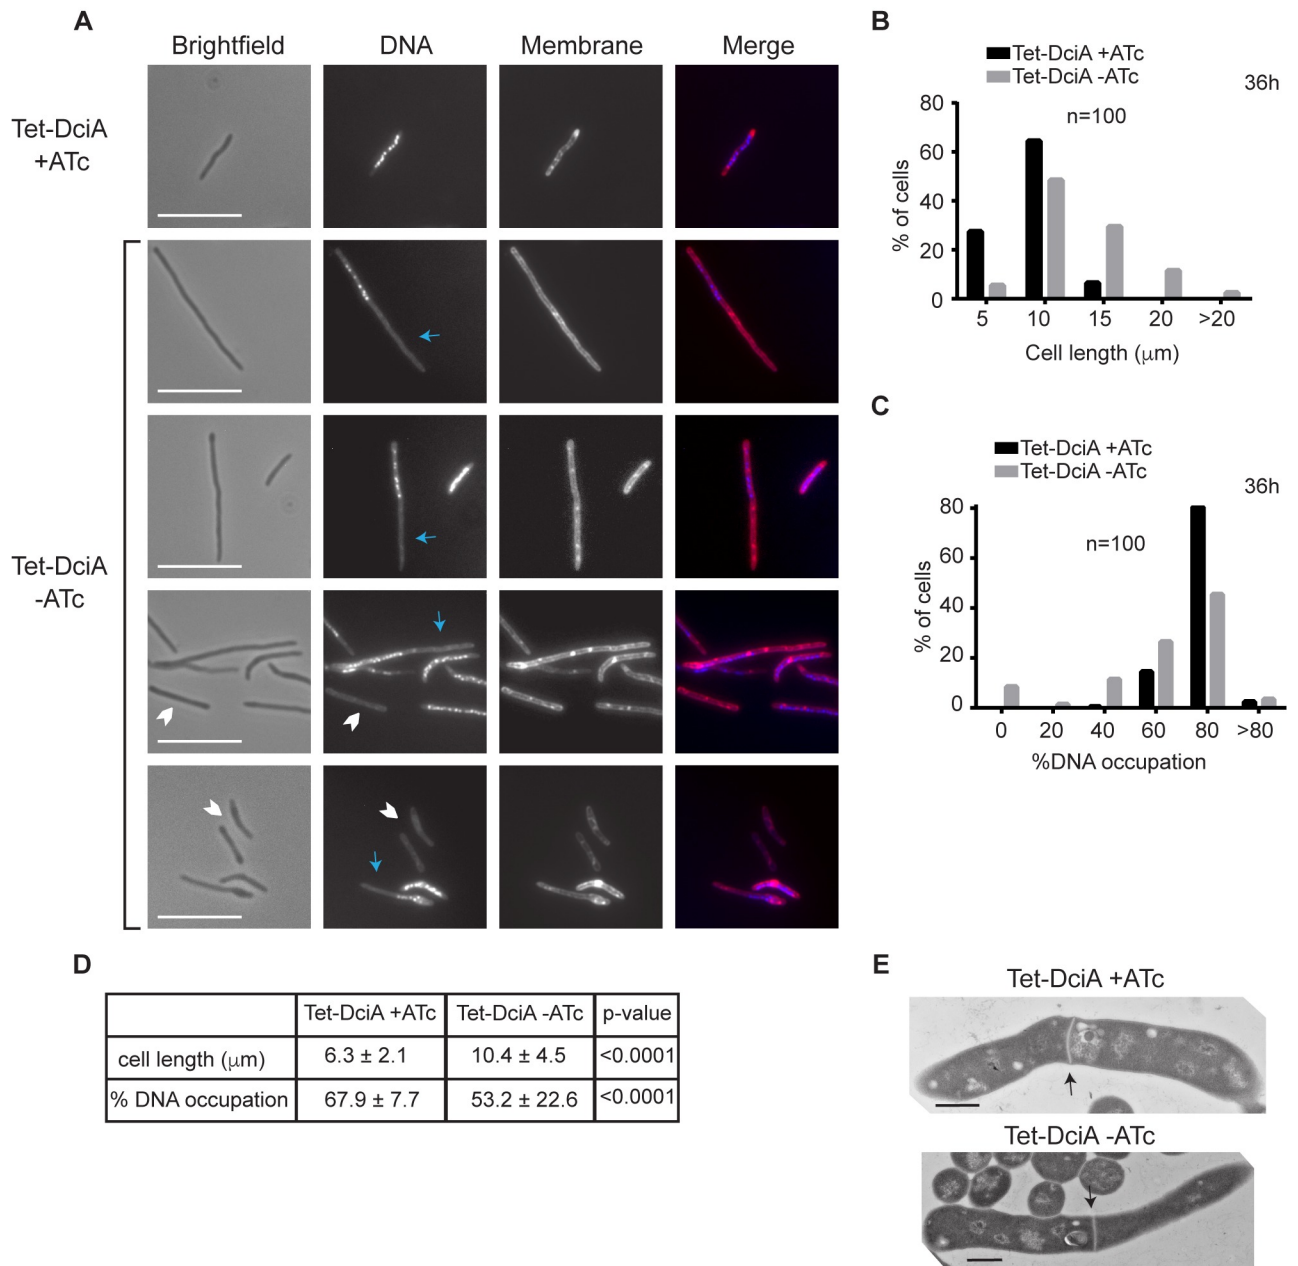 A
Brightfield DNA Membrane Merge
Tet-DciA
+ATc
Tet-DciA
-ATc
B
Tet-DciA +ATc
Tet-DciA -ATc
36h
n=100
% of cells
80
60
40
20
0
5 10 15 20 >20
Cell length (μm)
C
Tet-DciA +ATc
Tet-DciA -ATc
36h
n=100
% of cells
80
60
40
20
0
0 20 40 60 80 >80
%DNA occupation
D
Tet-DciA +ATc Tet-DciA -ATc p-value
cell length (μm) 6.3 ± 2.1 10.4 ± 4.5 <0.0001
% DNA occupation 67.9 ± 7.7 53.2 ± 22.6 <0.0001
E
Tet-DciA +ATc
Tet-DciA -ATc